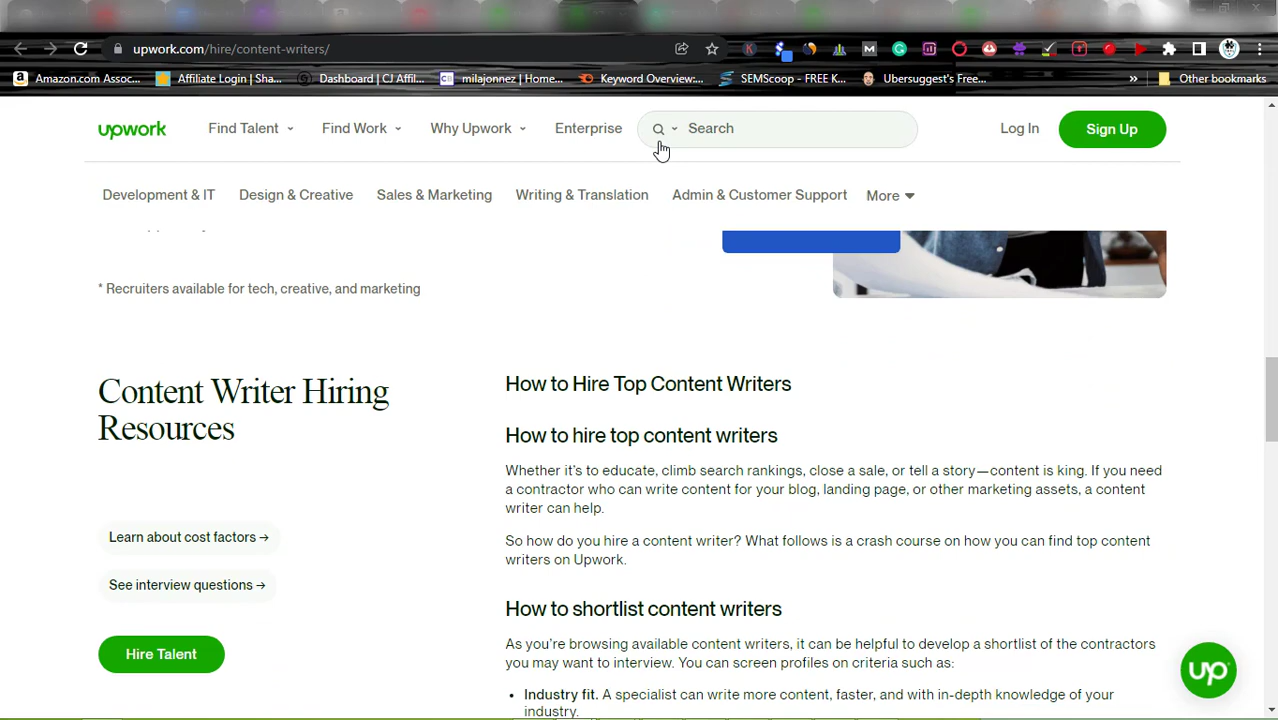 upwork.com/hire/content-writers/
Amazon.com Assoc...
Affiliate Login | Sha...
Dashboard | CJ Affil...
milajonnez | Home...
Keyword Overview:...
SEMScoop - FREE K...
Ubersuggest's Free...
»
Other bookmarks
upwork
Find Talent
Find Work
Why Upwork
Enterprise
Search
Log In
Sign Up
Development & IT
Design & Creative
Sales & Marketing
Writing & Translation
Admin & Customer Support
More
* Recruiters available for tech, creative, and marketing
Content Writer Hiring
Resources
Learn about cost factors →
See interview questions →
Hire Talent
How to Hire Top Content Writers
How to hire top content writers
Whether it's to educate, climb search rankings, close a sale, or tell a story—content is king. If you need
a contractor who can write content for your blog, landing page, or other marketing assets, a content
writer can help.
So how do you hire a content writer? What follows is a crash course on how you can find top content
writers on Upwork.
How to shortlist content writers
As you're browsing available content writers, it can be helpful to develop a shortlist of the contractors
you may want to interview. You can screen profiles on criteria such as:
• Industry fit. A specialist can write more content, faster, and with in-depth knowledge of your
industry.
up